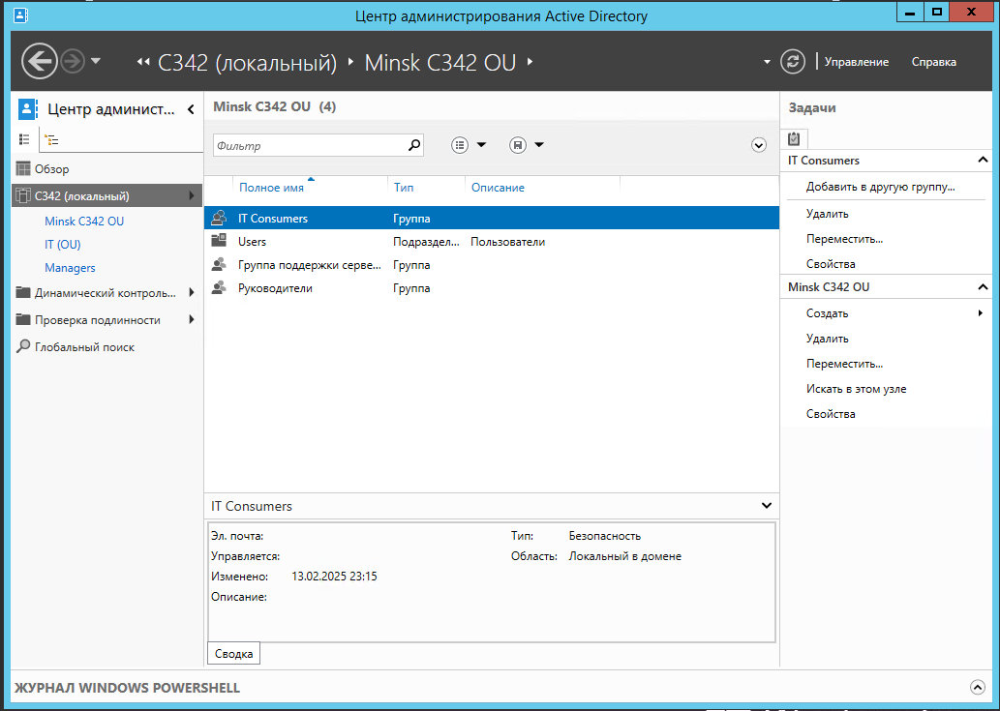 Центр администрирования Active Directory
C342 (локальный) Minsk C342 OU
Управление
Справка
Центр админист...
Обзор
C342 (локальный)
Minsk C342 OU
IT (OU)
Managers
Динамический контроль...
Проверка подлинности
Глобальный поиск
Minsk C342 OU (4)
Фильтр
Полное имя Тип Описание
IT Consumers Группа
Users Подраздел... Пользователи
Группа поддержки серве... Группа
Руководители Группа
IT Consumers
Эл. почта: Тип: Безопасность
Управляется: Область: Локальный в домене
Изменено: 13.02.2025 23:15
Описание:
Сводка
Задачи
IT Consumers
Добавить в другую группу...
Удалить
Переместить...
Свойства
Minsk C342 OU
Создать
Удалить
Переместить...
Искать в этом узле
Свойства
ЖУРНАЛ WINDOWS POWERSHELL